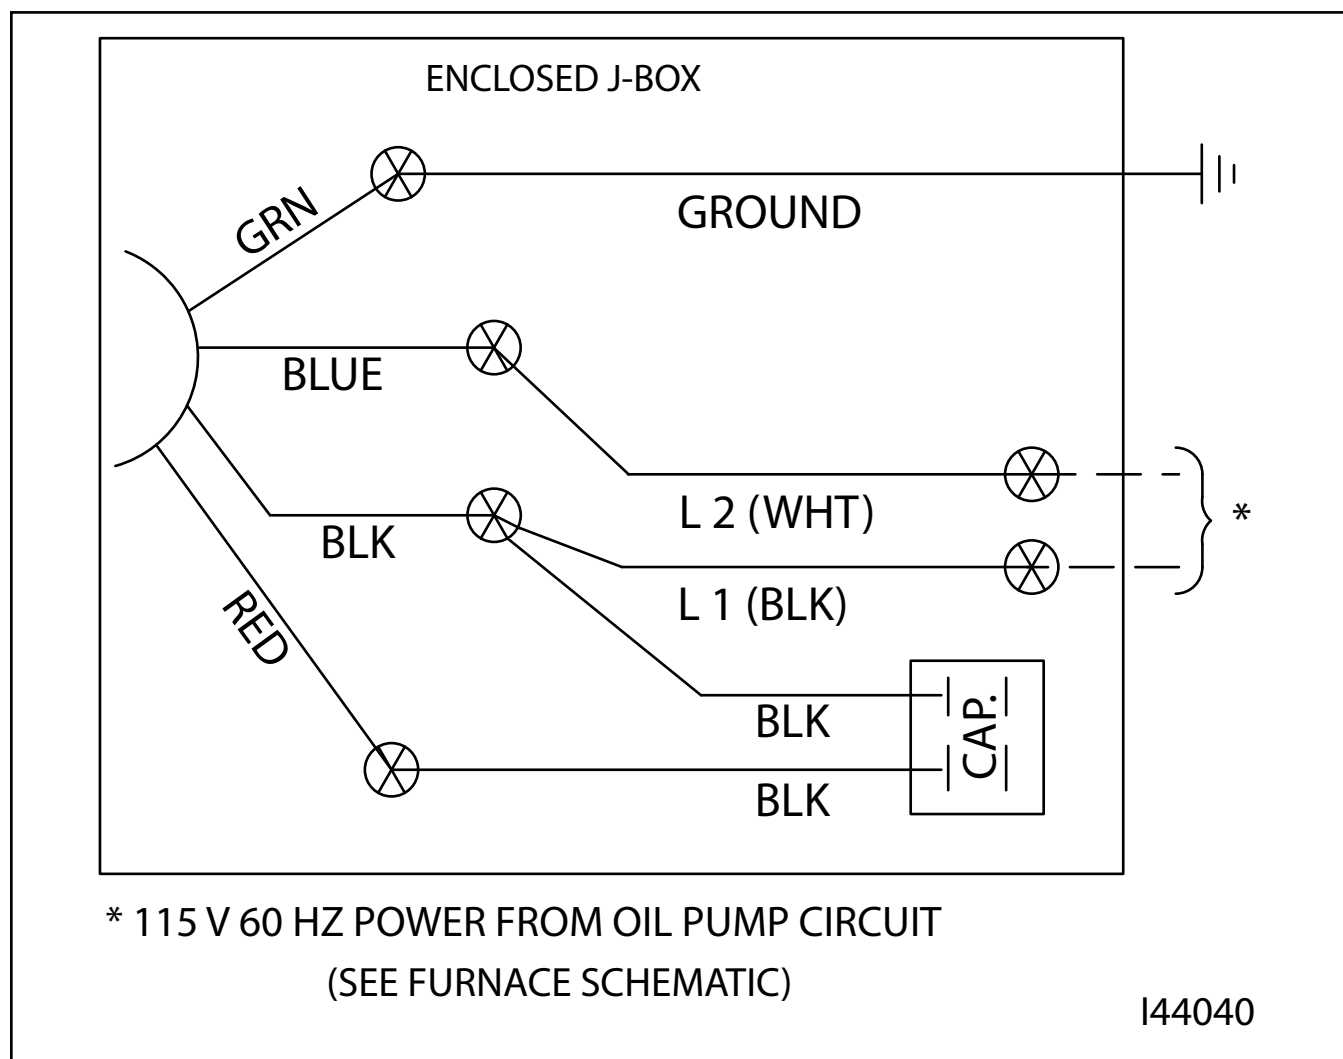 ENCLOSED J-BOX
GRN
GROUND
BLUE
L 2 (WHT)
*
BLK
L 1 (BLK)
RED
BLK
CAP.
BLK
* 115 V 60 HZ POWER FROM OIL PUMP CIRCUIT
(SEE FURNACE SCHEMATIC)
I44040